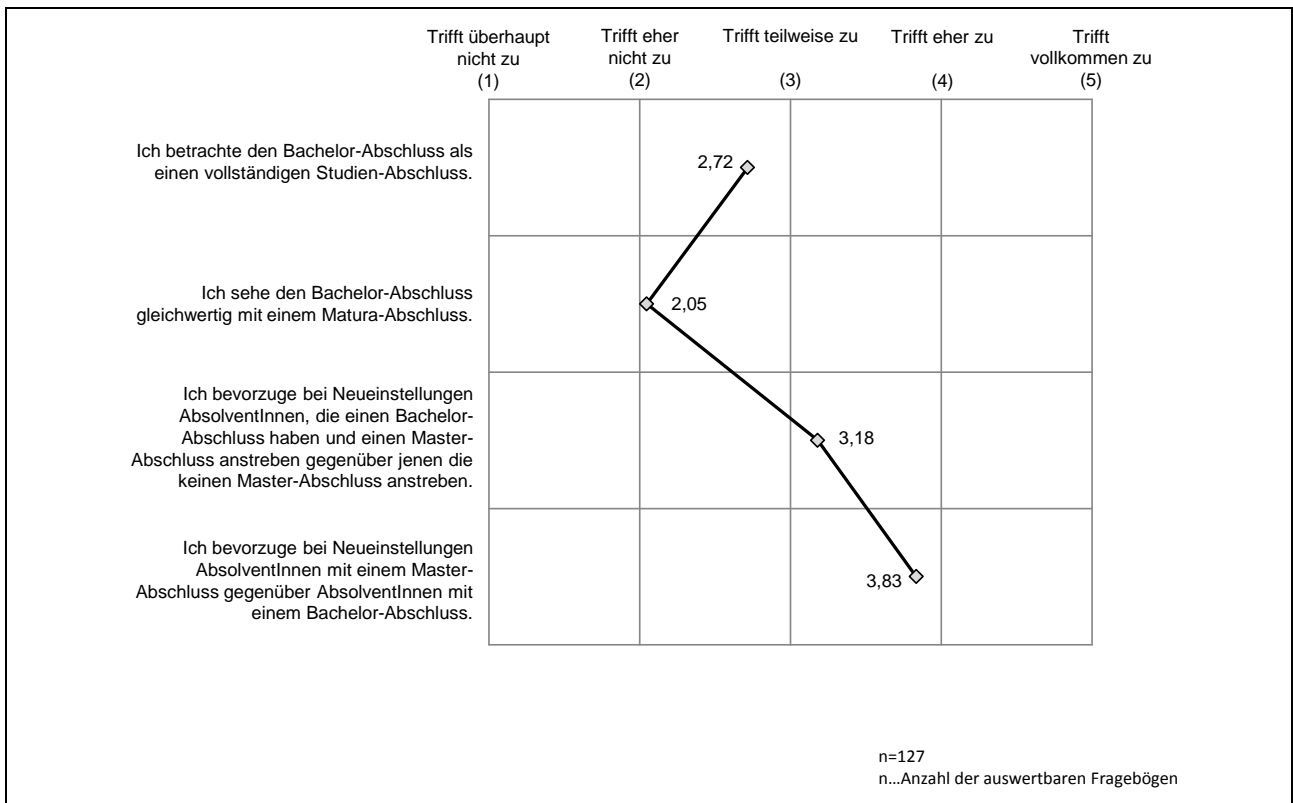 Trifft überhaupt
nicht zu
(1)
Trifft eher
nicht zu
(2)
Trifft teilweise zu
(3)
Trifft eher zu
(4)
Trifft
vollkommen zu
(5)
Ich betrachte den Bachelor-Abschluss als
einen vollständigen Studien-Abschluss.
2,72
Ich sehe den Bachelor-Abschluss
gleichwertig mit einem Matura-Abschluss.
2,05
Ich bevorzuge bei Neueinstellungen
AbsolventInnen, die einen Bachelor-
Abschluss haben und einen Master-
Abschluss anstreben gegenüber jenen die
keinen Master-Abschluss anstreben.
3,18
Ich bevorzuge bei Neueinstellungen
AbsolventInnen mit einem Master-
Abschluss gegenüber AbsolventInnen mit
einem Bachelor-Abschluss.
3,83
n=127
n...Anzahl der auswertbaren Fragebögen